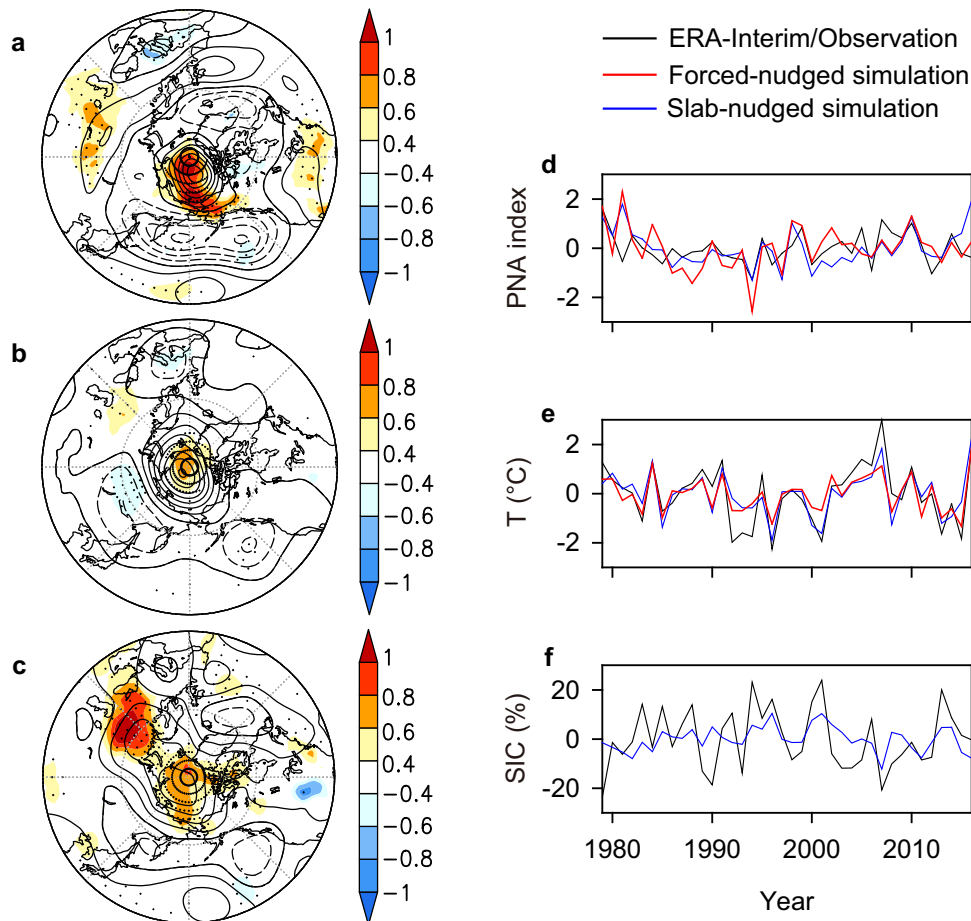 a
1
0.8
0.6
0.4
−0.4
−0.6
−0.8
−1
b
1
0.8
0.6
0.4
−0.4
−0.6
−0.8
−1
c
1
0.8
0.6
0.4
−0.4
−0.6
−0.8
−1
ERA-Interim/Observation
Forced-nudged simulation
Slab-nudged simulation
d
PNA index
2
0
-2
e
T (°C)
2
0
-2
f
SIC (%)
20
0
-20
1980
1990
2000
2010
Year